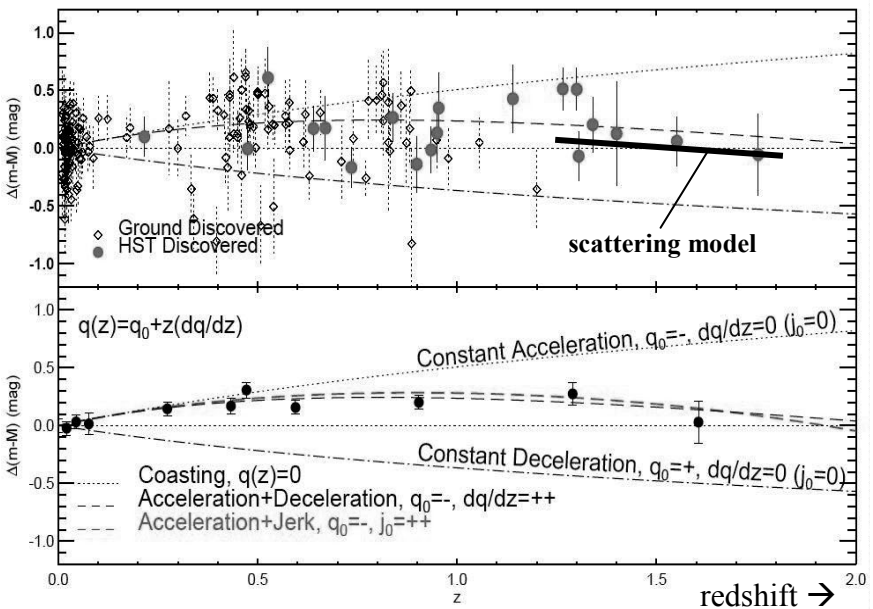 1.0
0.5
0.0
-0.5
-1.0
Δ(m-M) (mag)
Ground Discovered
HST Discovered
scattering model
q(z)=q₀+z(dq/dz)
1.0
0.5
0.0
-0.5
-1.0
Δ(m-M) (mag)
Constant Acceleration, q₀=-, dq/dz=0 (j₀=0)
Constant Deceleration, q₀=+, dq/dz=0 (j₀=0)
Coasting, q(z)=0
Acceleration+Deceleration, q₀=-, dq/dz=++
Acceleration+Jerk, q₀=-, j₀=++
0.0 0.5 1.0 1.5 2.0
z
redshift →